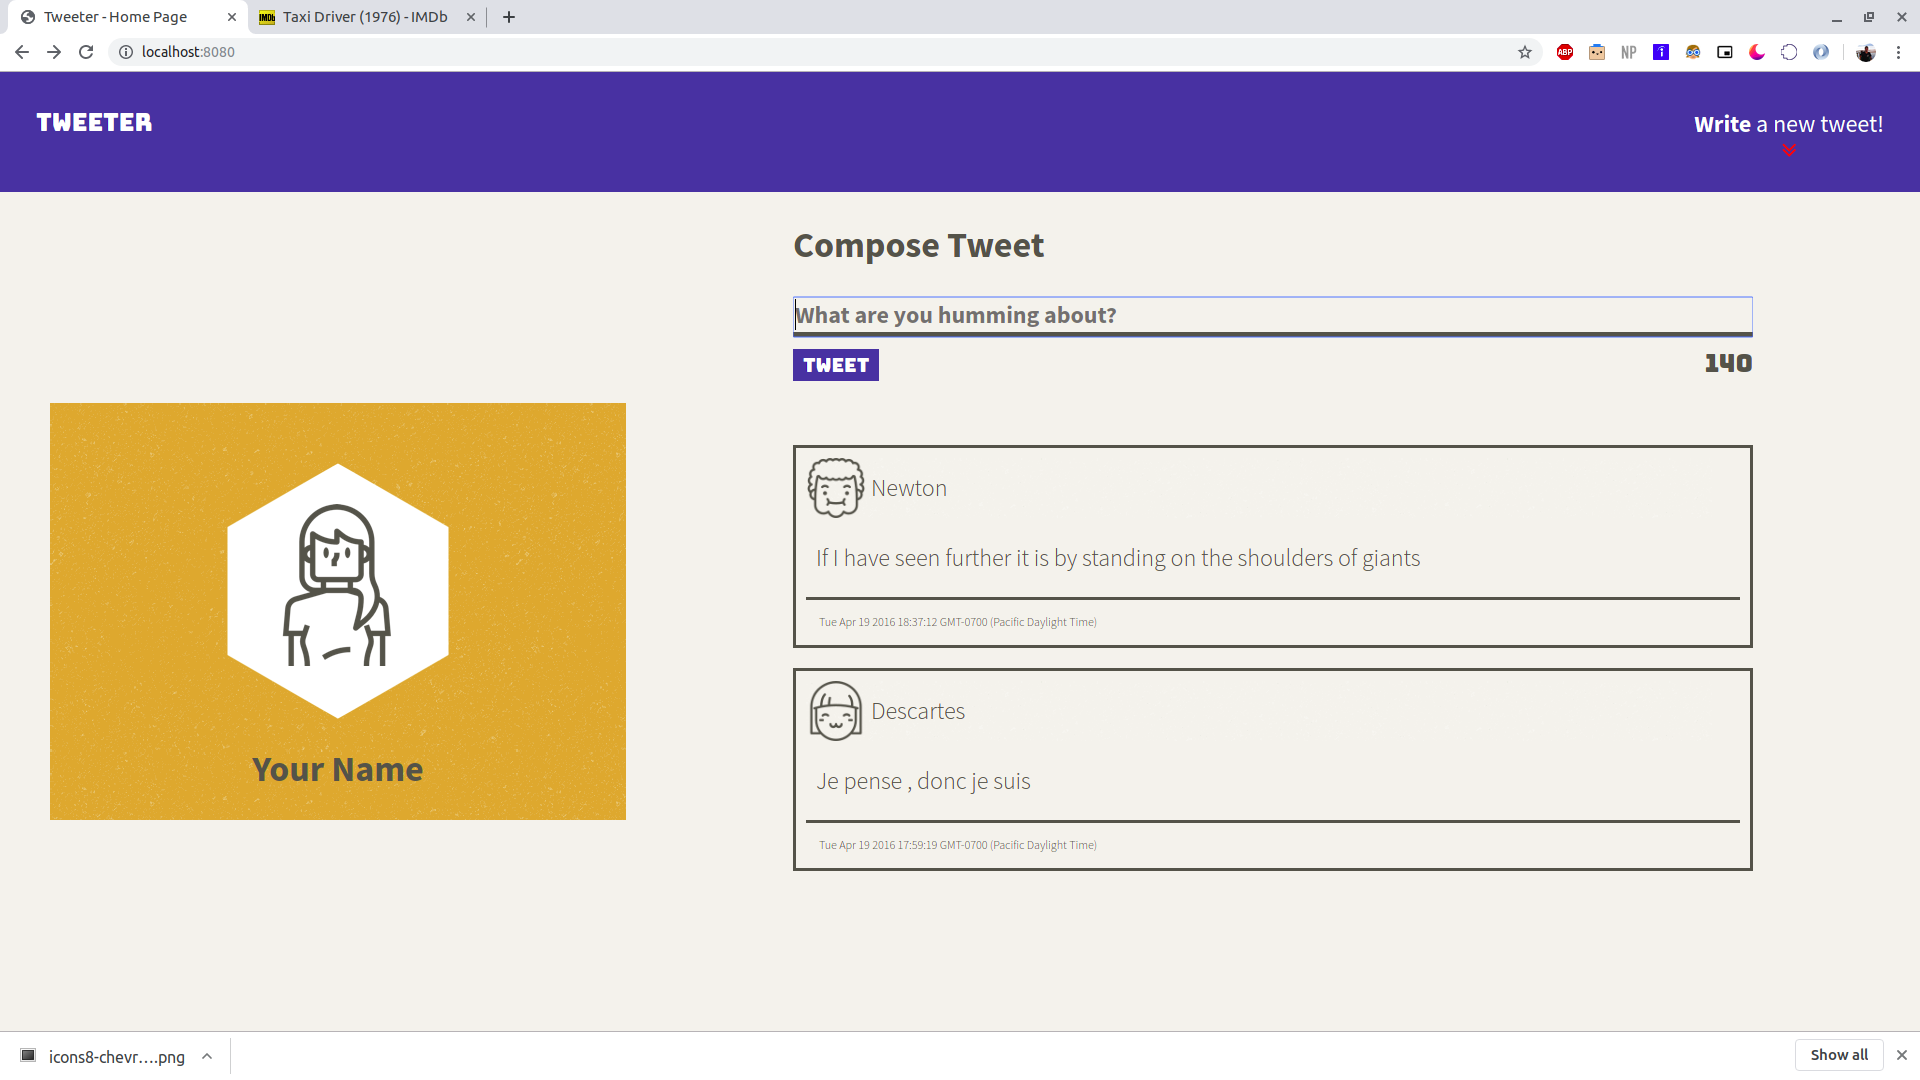 Tweeter - Home Page
IMDb Taxi Driver (1976) - IMDb
localhost:8080
ABP
NP
TWEETER
Write a new tweet!
Compose Tweet
What are you humming about?
TWEET
140
Newton
If I have seen further it is by standing on the shoulders of giants
Tue Apr 19 2016 18:37:12 GMT-0700 (Pacific Daylight Time)
Descartes
Je pense , donc je suis
Tue Apr 19 2016 17:59:19 GMT-0700 (Pacific Daylight Time)
Your Name
icons8-chevr....png
Show all